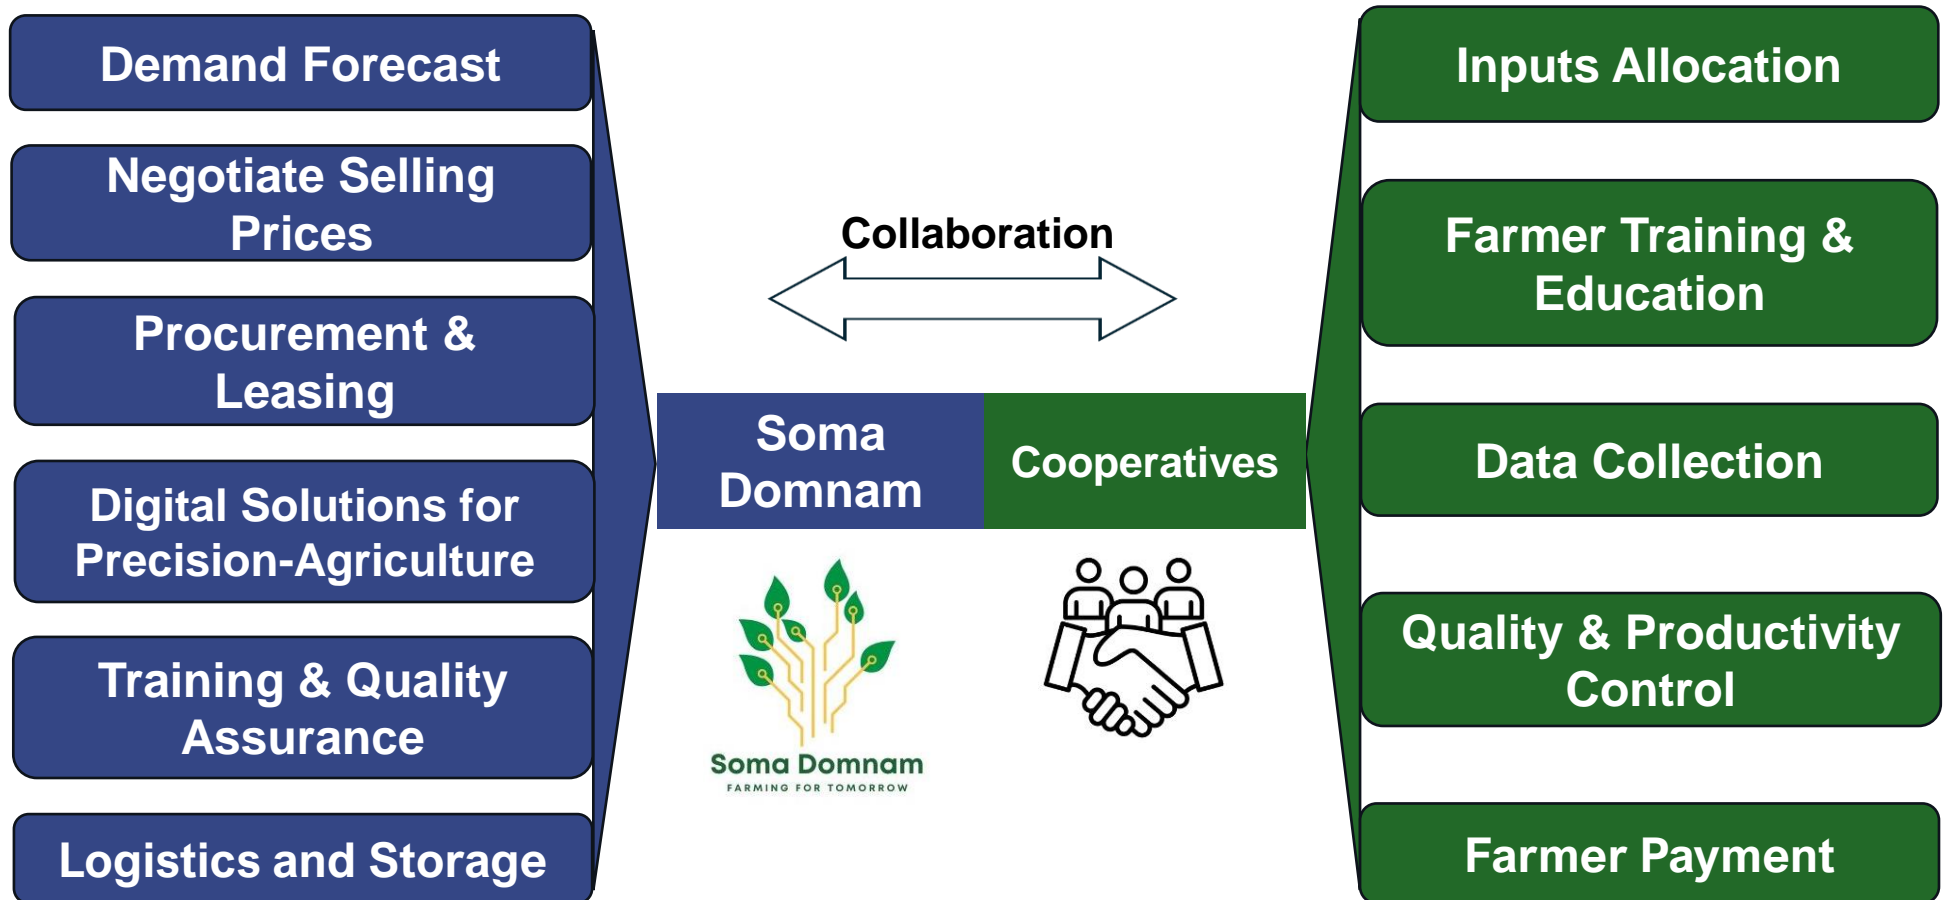 Demand Forecast
Negotiate Selling
Prices
Procurement &
Leasing
Digital Solutions for
Precision-Agriculture
Training & Quality
Assurance
Logistics and Storage
Collaboration
Soma
Domnam
Cooperatives
Soma Domnam
FARMING FOR TOMORROW
Inputs Allocation
Farmer Training &
Education
Data Collection
Quality & Productivity
Control
Farmer Payment